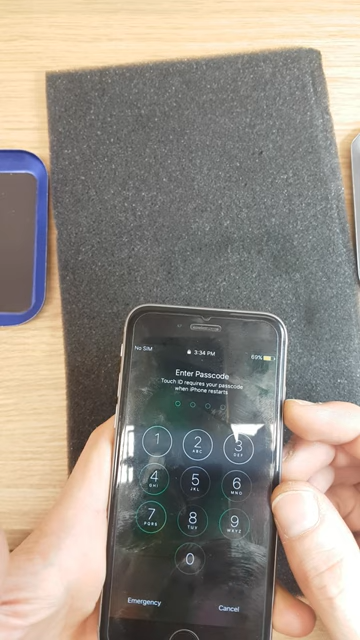 No SIM 3:34 PM 69%
Enter Passcode
Touch ID requires your passcode
when iPhone restarts
1 2 3
ABC DEF
4 5 6
GHI JKL MNO
7 8 9
PQRS TUV WXYZ
0
Emergency Cancel